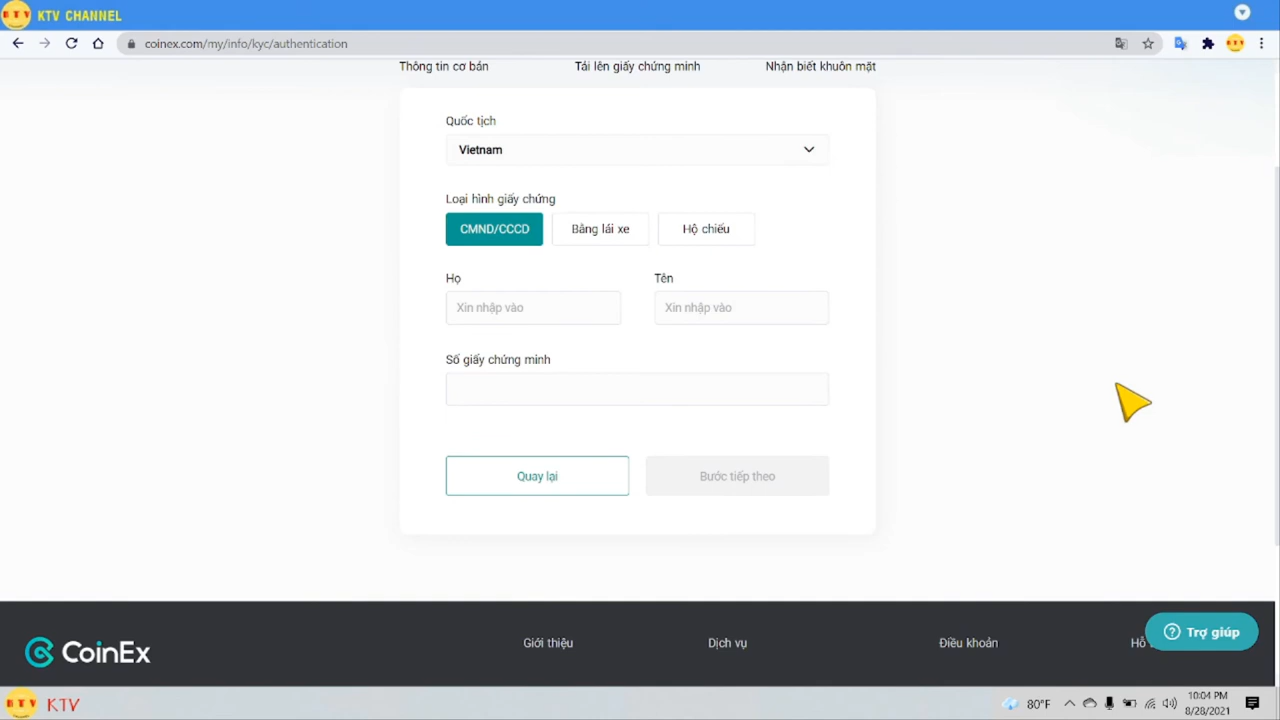 KTV KTV CHANNEL
coinex.com/my/info/kyc/authentication
KTV
Thông tin cơ bản Tải lên giấy chứng minh Nhận biết khuôn mặt
Quốc tịch
Vietnam
Loại hình giấy chứng
CMND/CCCD Bằng lái xe Hộ chiếu
Họ Tên
Xin nhập vào Xin nhập vào
Số giấy chứng minh
Quay lại Bước tiếp theo
CoinEx Giới thiệu Dịch vụ Điều khoản
Trợ giúp
KTV KTV 80°F 10:04 PM
8/28/2021